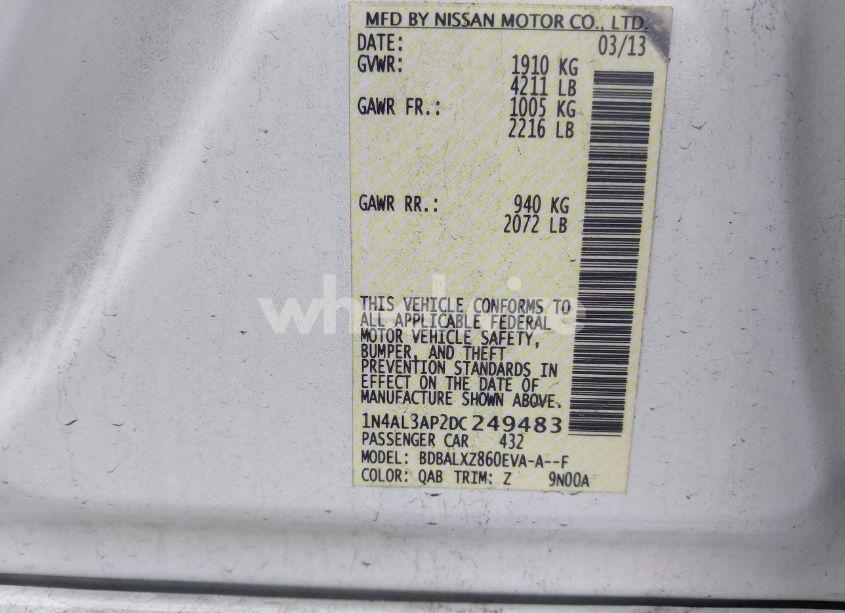 MFD BY NISSAN MOTOR CO., LTD.
DATE: 03/13
GVWR: 1910 KG
4211 LB
GAWR FR.: 1005 KG
2216 LB
GAWR RR.: 940 KG
2072 LB
THIS VEHICLE CONFORMS TO
ALL APPLICABLE FEDERAL
MOTOR VEHICLE SAFETY,
BUMPER, AND THEFT
PREVENTION STANDARDS IN
EFFECT ON THE DATE OF
MANUFACTURE SHOWN ABOVE.
1N4AL3AP2DC249483
PASSENGER CAR 432
MODEL: BDBALXZ860EVA-A--F
COLOR: QAB TRIM: Z 9N00A